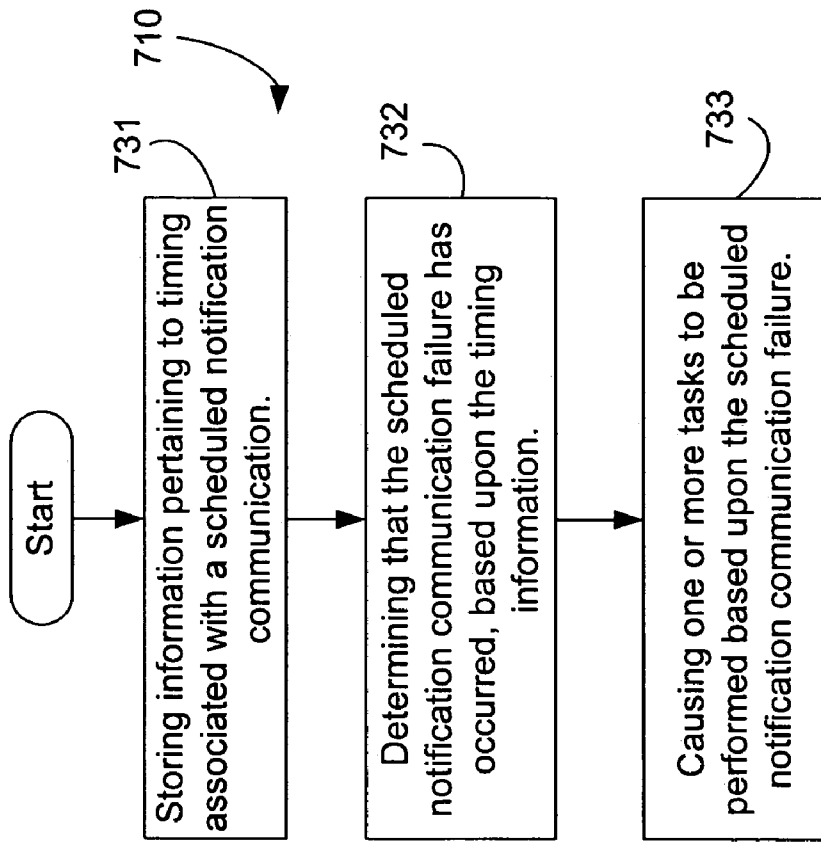 Start
710
731
Storing information pertaining to timing
associated with a scheduled notification
communication.
732
Determining that the scheduled
notification communication failure has
occurred, based upon the timing
information.
733
Causing one or more tasks to be
performed based upon the scheduled
notification communication failure.